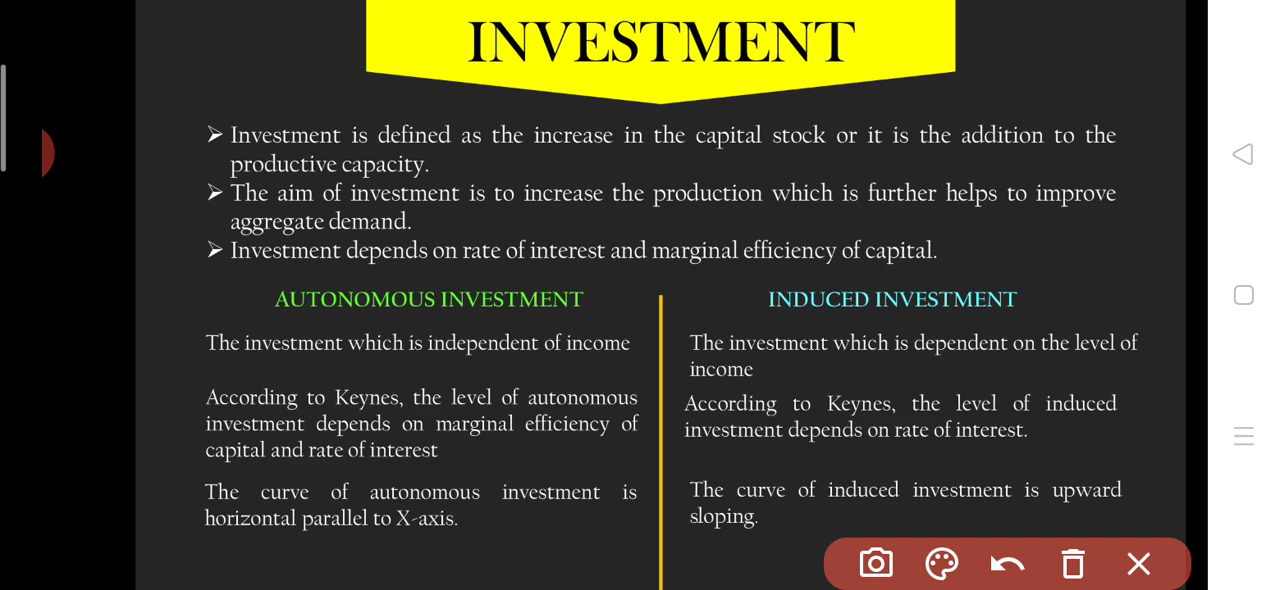 INVESTMENT
➢ Investment is defined as the increase in the capital stock or it is the addition to the
productive capacity.
➢ The aim of investment is to increase the production which is further helps to improve
aggregate demand.
➢ Investment depends on rate of interest and marginal efficiency of capital.
AUTONOMOUS INVESTMENT
The investment which is independent of income
According to Keynes, the level of autonomous
investment depends on marginal efficiency of
capital and rate of interest
The curve of autonomous investment is
horizontal parallel to X-axis.
INDUCED INVESTMENT
The investment which is dependent on the level of
income
According to Keynes, the level of induced
investment depends on rate of interest.
The curve of induced investment is upward
sloping.